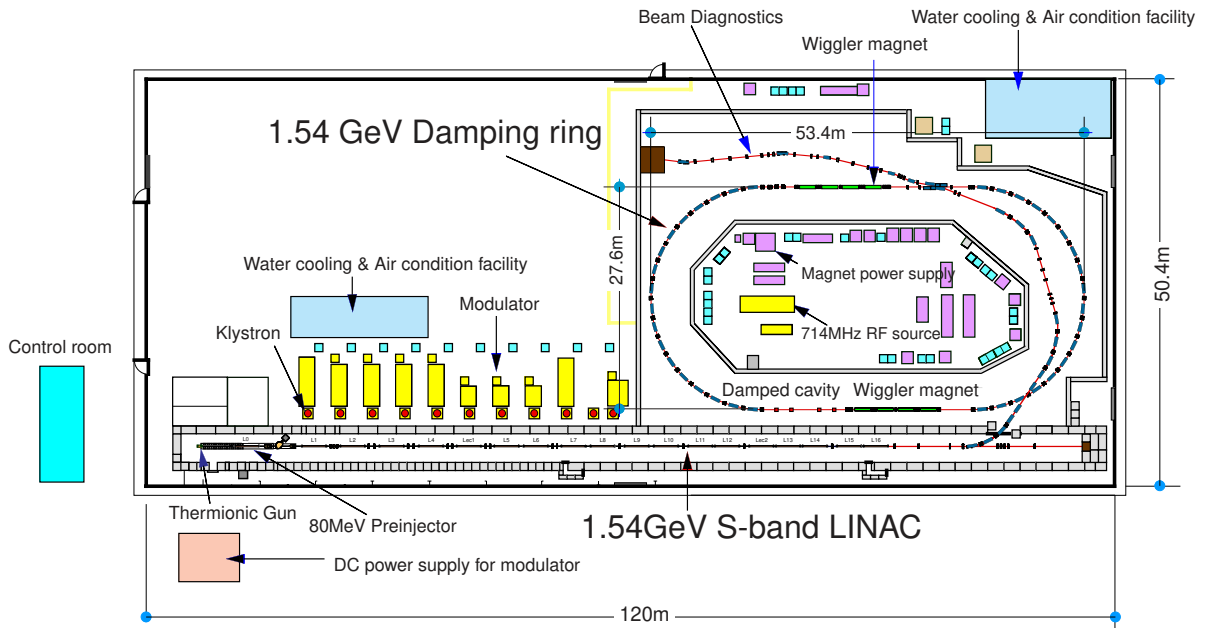 Beam Diagnostics
Water cooling & Air condition facility
Wiggler magnet
1.54 GeV Damping ring
53.4m
27.6m
50.4m
Water cooling & Air condition facility
Magnet power supply
Modulator
Klystron
714MHz RF source
Control room
Damped cavity
Wiggler magnet
L0
L1
L2
L3
L4
Lec1
L5
L6
L7
L8
L9
L10
L11
L12
Lec2
L13
L14
L15
L16
Thermionic Gun
80MeV Preinjector
1.54GeV S-band LINAC
DC power supply for modulator
120m